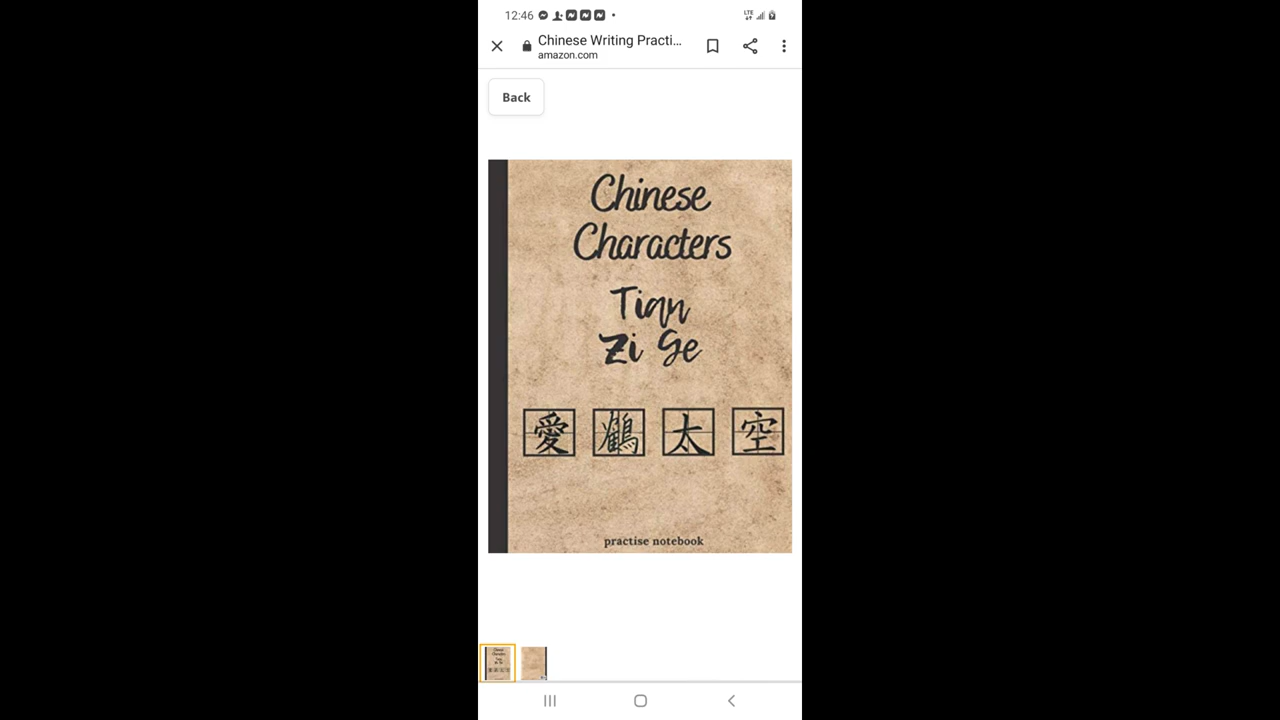 12:46
LTE
Chinese Writing Practi...
amazon.com
Back
Chinese
Characters
Tian
Zi Ge
愛 鶴 太 空
practise notebook